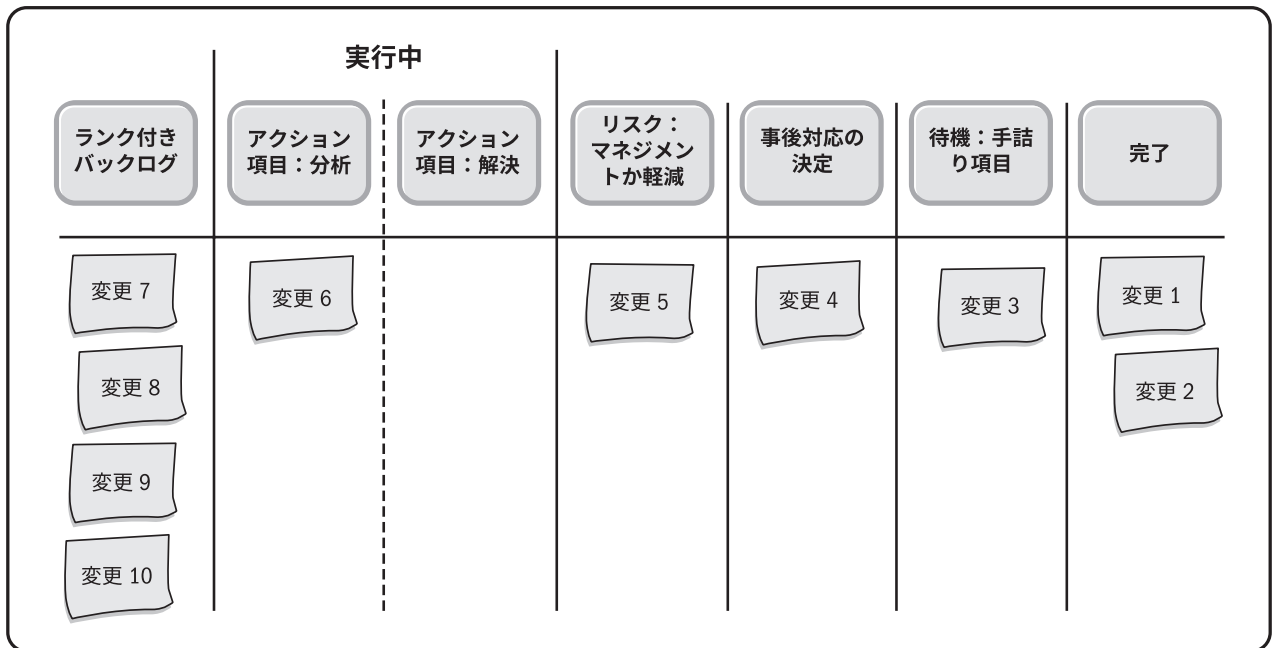 実行中
ランク付き
バックログ
アクション
項目：分析
アクション
項目：解決
リスク：
マネジメン
トか軽減
事後対応の
決定
待機：手詰
り項目
完了
変更 7
変更 8
変更 9
変更 10
変更 6
変更 5
変更 4
変更 3
変更 1
変更 2